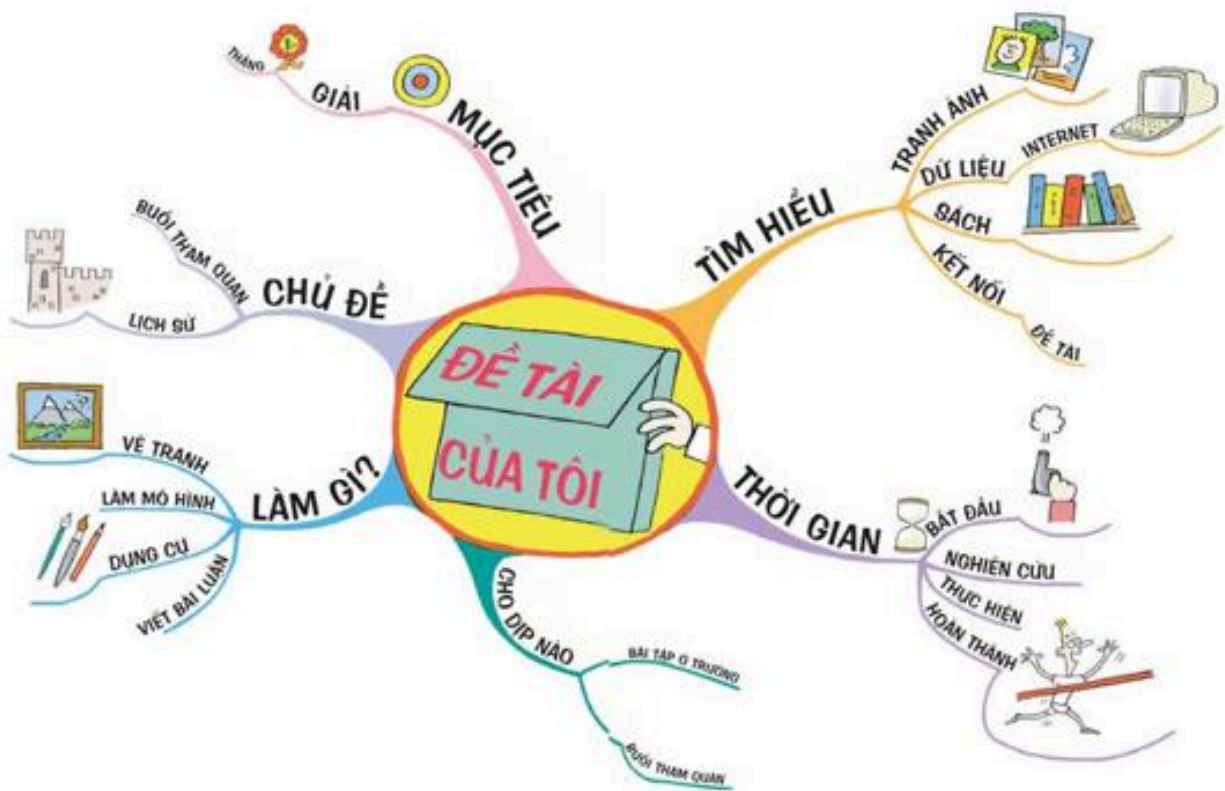 ĐỀ TÀI
CỦA TÔI
MỤC TIÊU
GIẢI
THẮNG
1
TÌM HIỂU
TRANH ẢNH
DỮ LIỆU
INTERNET
SÁCH
KẾT NỐI
ĐỀ TÀI
THỜI GIAN
BẮT ĐẦU
NGHIÊN CỨU
THỰC HIỆN
HOÀN THÀNH
CHO DỊP NÀO
BÀI TẬP Ở TRƯỜNG
BUỔI THAM QUAN
LÀM GÌ?
VẼ TRANH
LÀM MÔ HÌNH
DỤNG CỤ
VIẾT BÀI LUẬN
CHỦ ĐỀ
BUỔI THAM QUAN
LỊCH SỬ